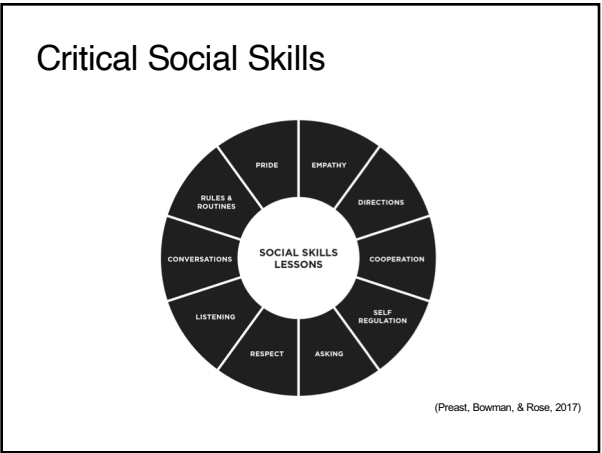 Critical Social Skills
PRIDE
EMPATHY
RULES &
ROUTINES
DIRECTIONS
CONVERSATIONS
SOCIAL SKILLS
LESSONS
COOPERATION
LISTENING
SELF
REGULATION
RESPECT
ASKING
(Preast, Bowman, & Rose, 2017)